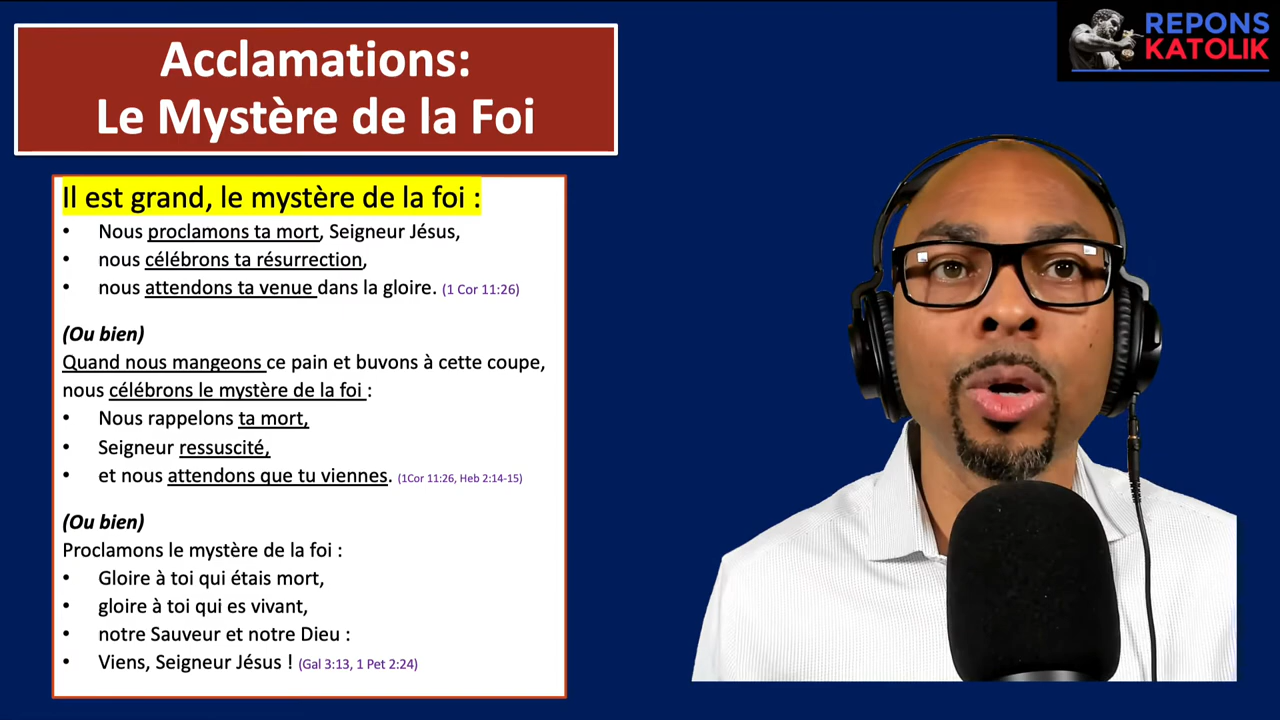 Acclamations:
Le Mystère de la Foi
REPONS
KATOLIK
Il est grand, le mystère de la foi :
• Nous proclamons ta mort, Seigneur Jésus,
• nous célébrons ta résurrection,
• nous attendons ta venue dans la gloire. (1 Cor 11:26)
(Ou bien)
Quand nous mangeons ce pain et buvons à cette coupe,
nous célébrons le mystère de la foi :
• Nous rappelons ta mort,
• Seigneur ressuscité,
• et nous attendons que tu viennes. (1Cor 11:26, Heb 2:14-15)
(Ou bien)
Proclamons le mystère de la foi :
• Gloire à toi qui étais mort,
• gloire à toi qui es vivant,
• notre Sauveur et notre Dieu :
• Viens, Seigneur Jésus ! (Gal 3:13, 1 Pet 2:24)